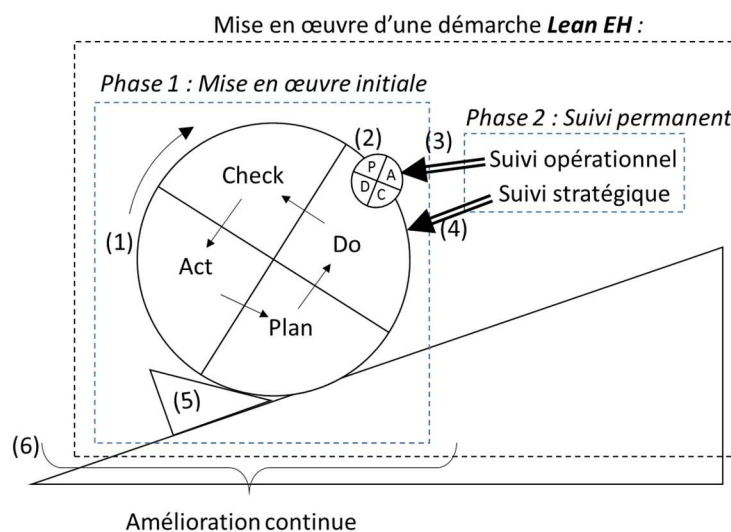 Mise en œuvre d’une démarche Lean EH :
Phase 1 : Mise en œuvre initiale
Phase 2 : Suivi permanent
(2)
(3)
P
A
D
C
Suivi opérationnel
Check
Suivi stratégique
(1)
(4)
Do
Act
Plan
(5)
(6)
Amélioration continue